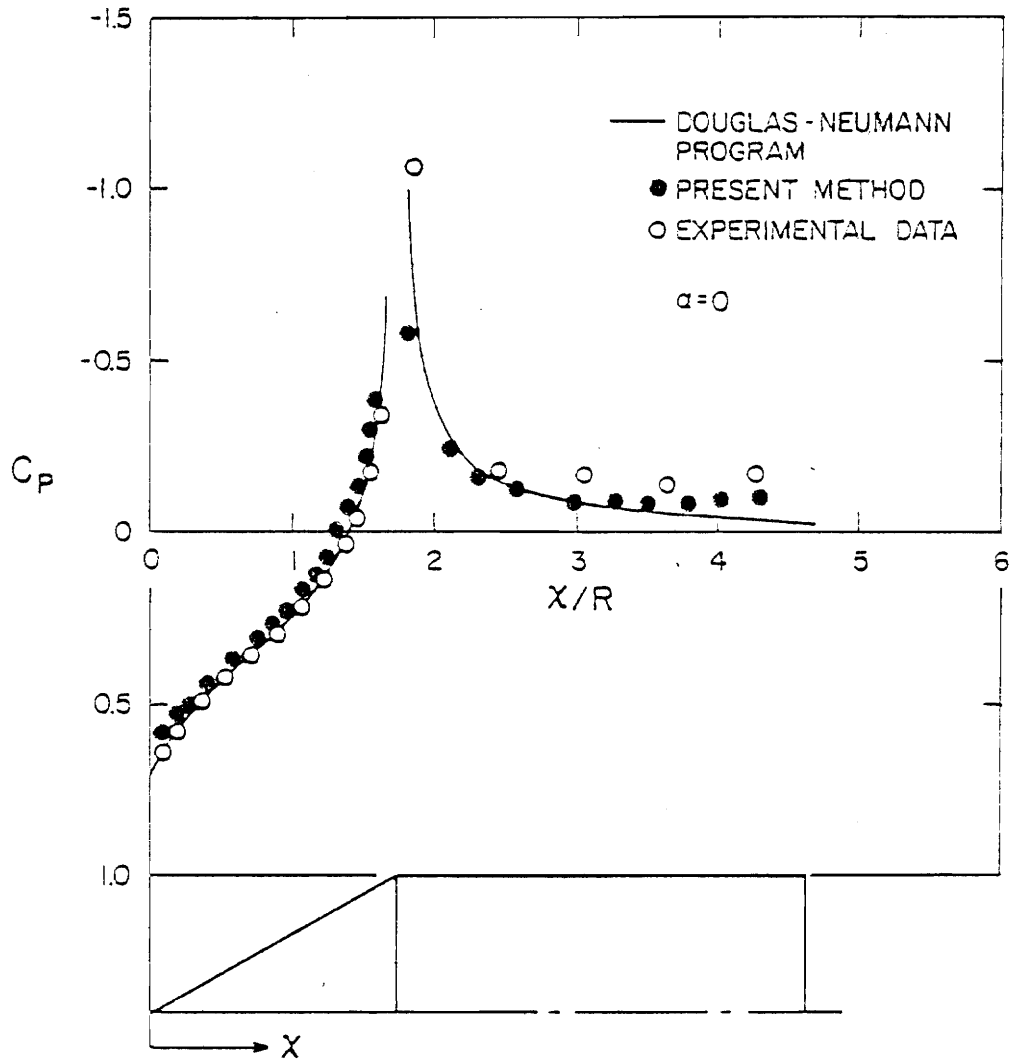 -1.5
-1.0
-0.5
0
0.5
1.0
C_P
DOUGLAS-NEUMANN
PROGRAM
PRESENT METHOD
EXPERIMENTAL DATA
α=0
0 1 2 3 4 5 6
X/R
X